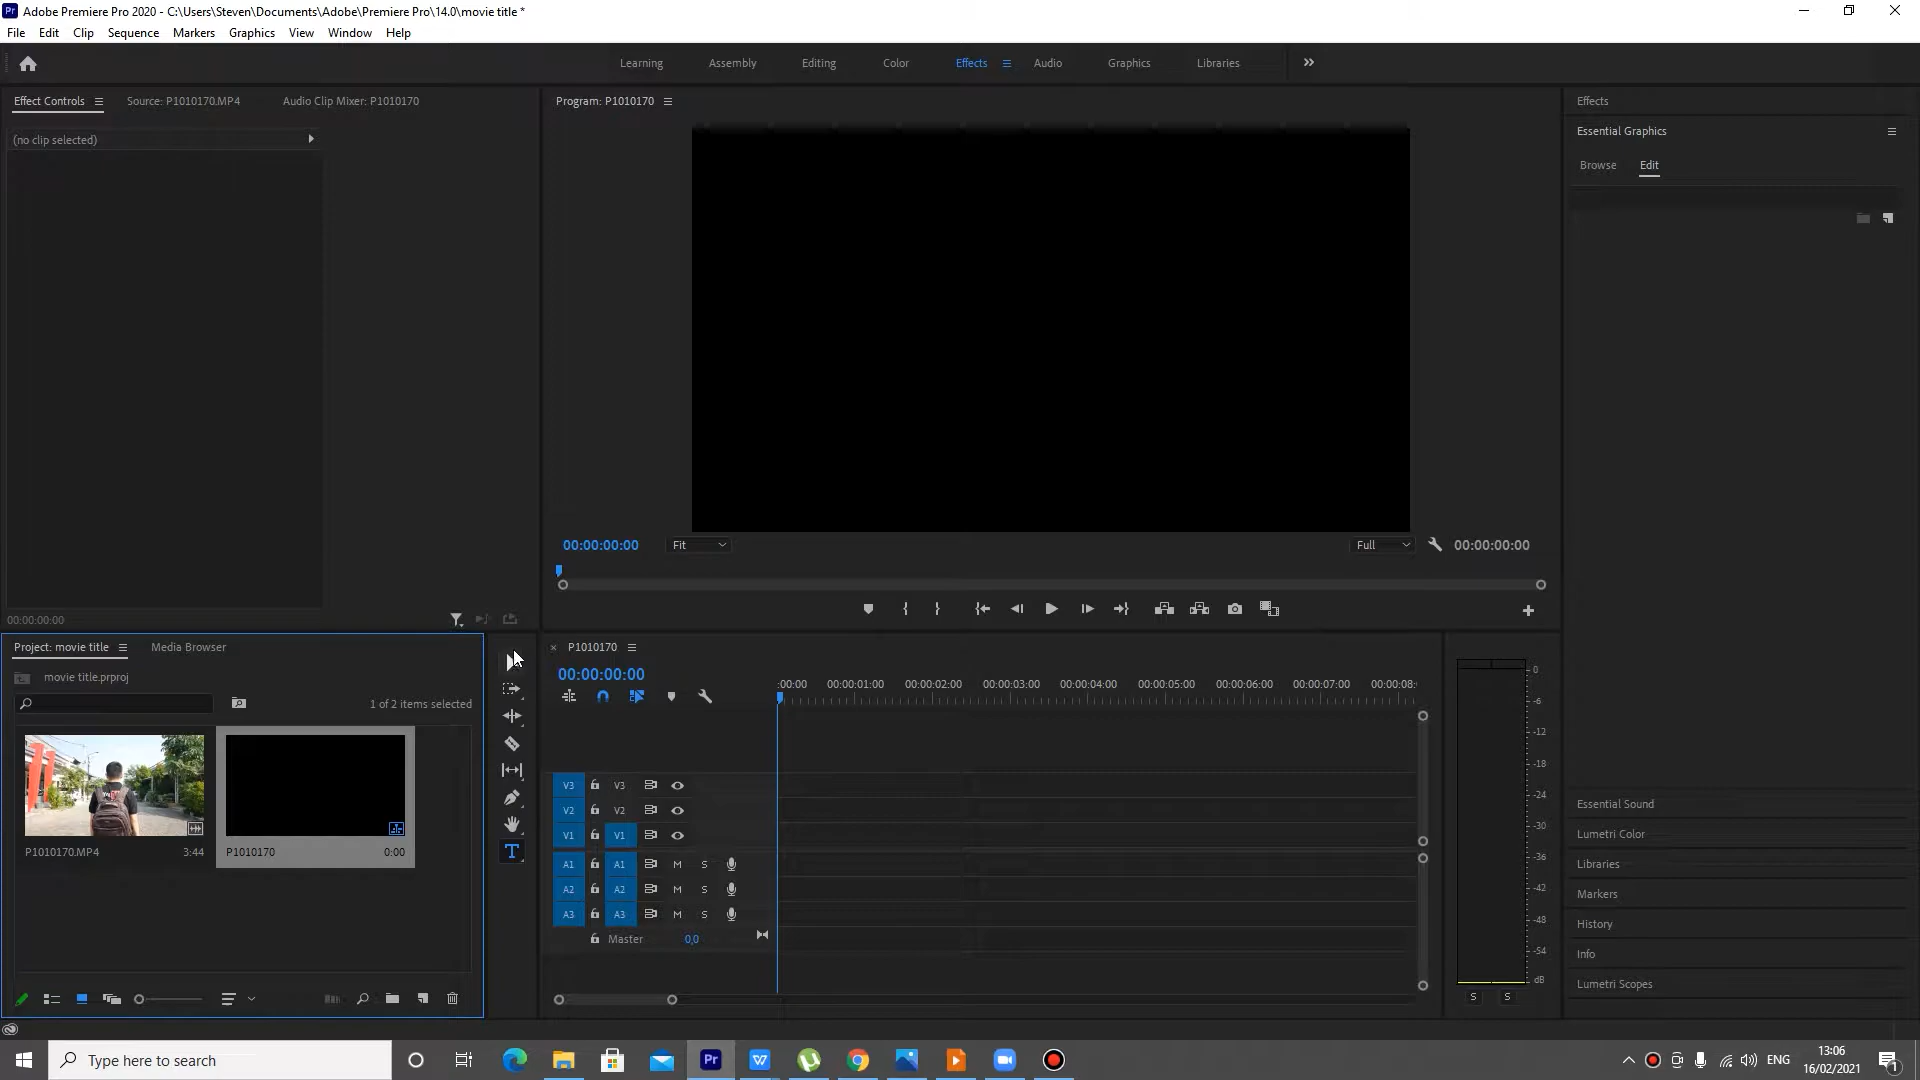 Adobe Premiere Pro 2020 - C:\Users\Steven\Documents\Adobe\Premiere Pro\14.0\movie title *
File Edit Clip Sequence Markers Graphics View Window Help
Learning Assembly Editing Color Effects Audio Graphics Libraries
Effect Controls Source: P1010170.MP4 Audio Clip Mixer: P1010170
(no clip selected)
00:00:00:00
Program: P1010170
00:00:00:00 Fit Full 00:00:00:00
Effects
Essential Graphics
Browse Edit
Project: movie title Media Browser
movie title.prproj
1 of 2 items selected
P1010170.MP4 3:44
P1010170 0:00
P1010170
00:00:00:00
:00:00 00:00:01:00 00:00:02:00 00:00:03:00 00:00:04:00 00:00:05:00 00:00:06:00 00:00:07:00 00:00:08:
V3 V3
V2 V2
V1 V1
A1 A1 M S
A2 A2 M S
A3 A3 M S
Master 0,0
0
-6
-12
-18
-24
-30
-36
-42
-48
-54
dB
S S
Essential Sound
Lumetri Color
Libraries
Markers
History
Info
Lumetri Scopes
Type here to search
ENG
13:06
16/02/2021